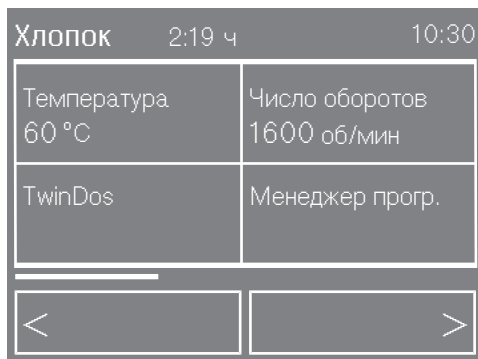 Хлопок 2:19 ч 10:30
Температура
60 °C
Число оборотов
1600 об/мин
TwinDos
Менеджер прогр.
< >